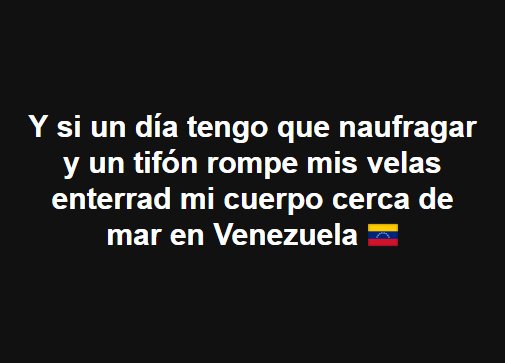 Y si un día tengo que naufragar
y un tifón rompe mis velas
enterrad mi cuerpo cerca de
mar en Venezuela 🇻🇪